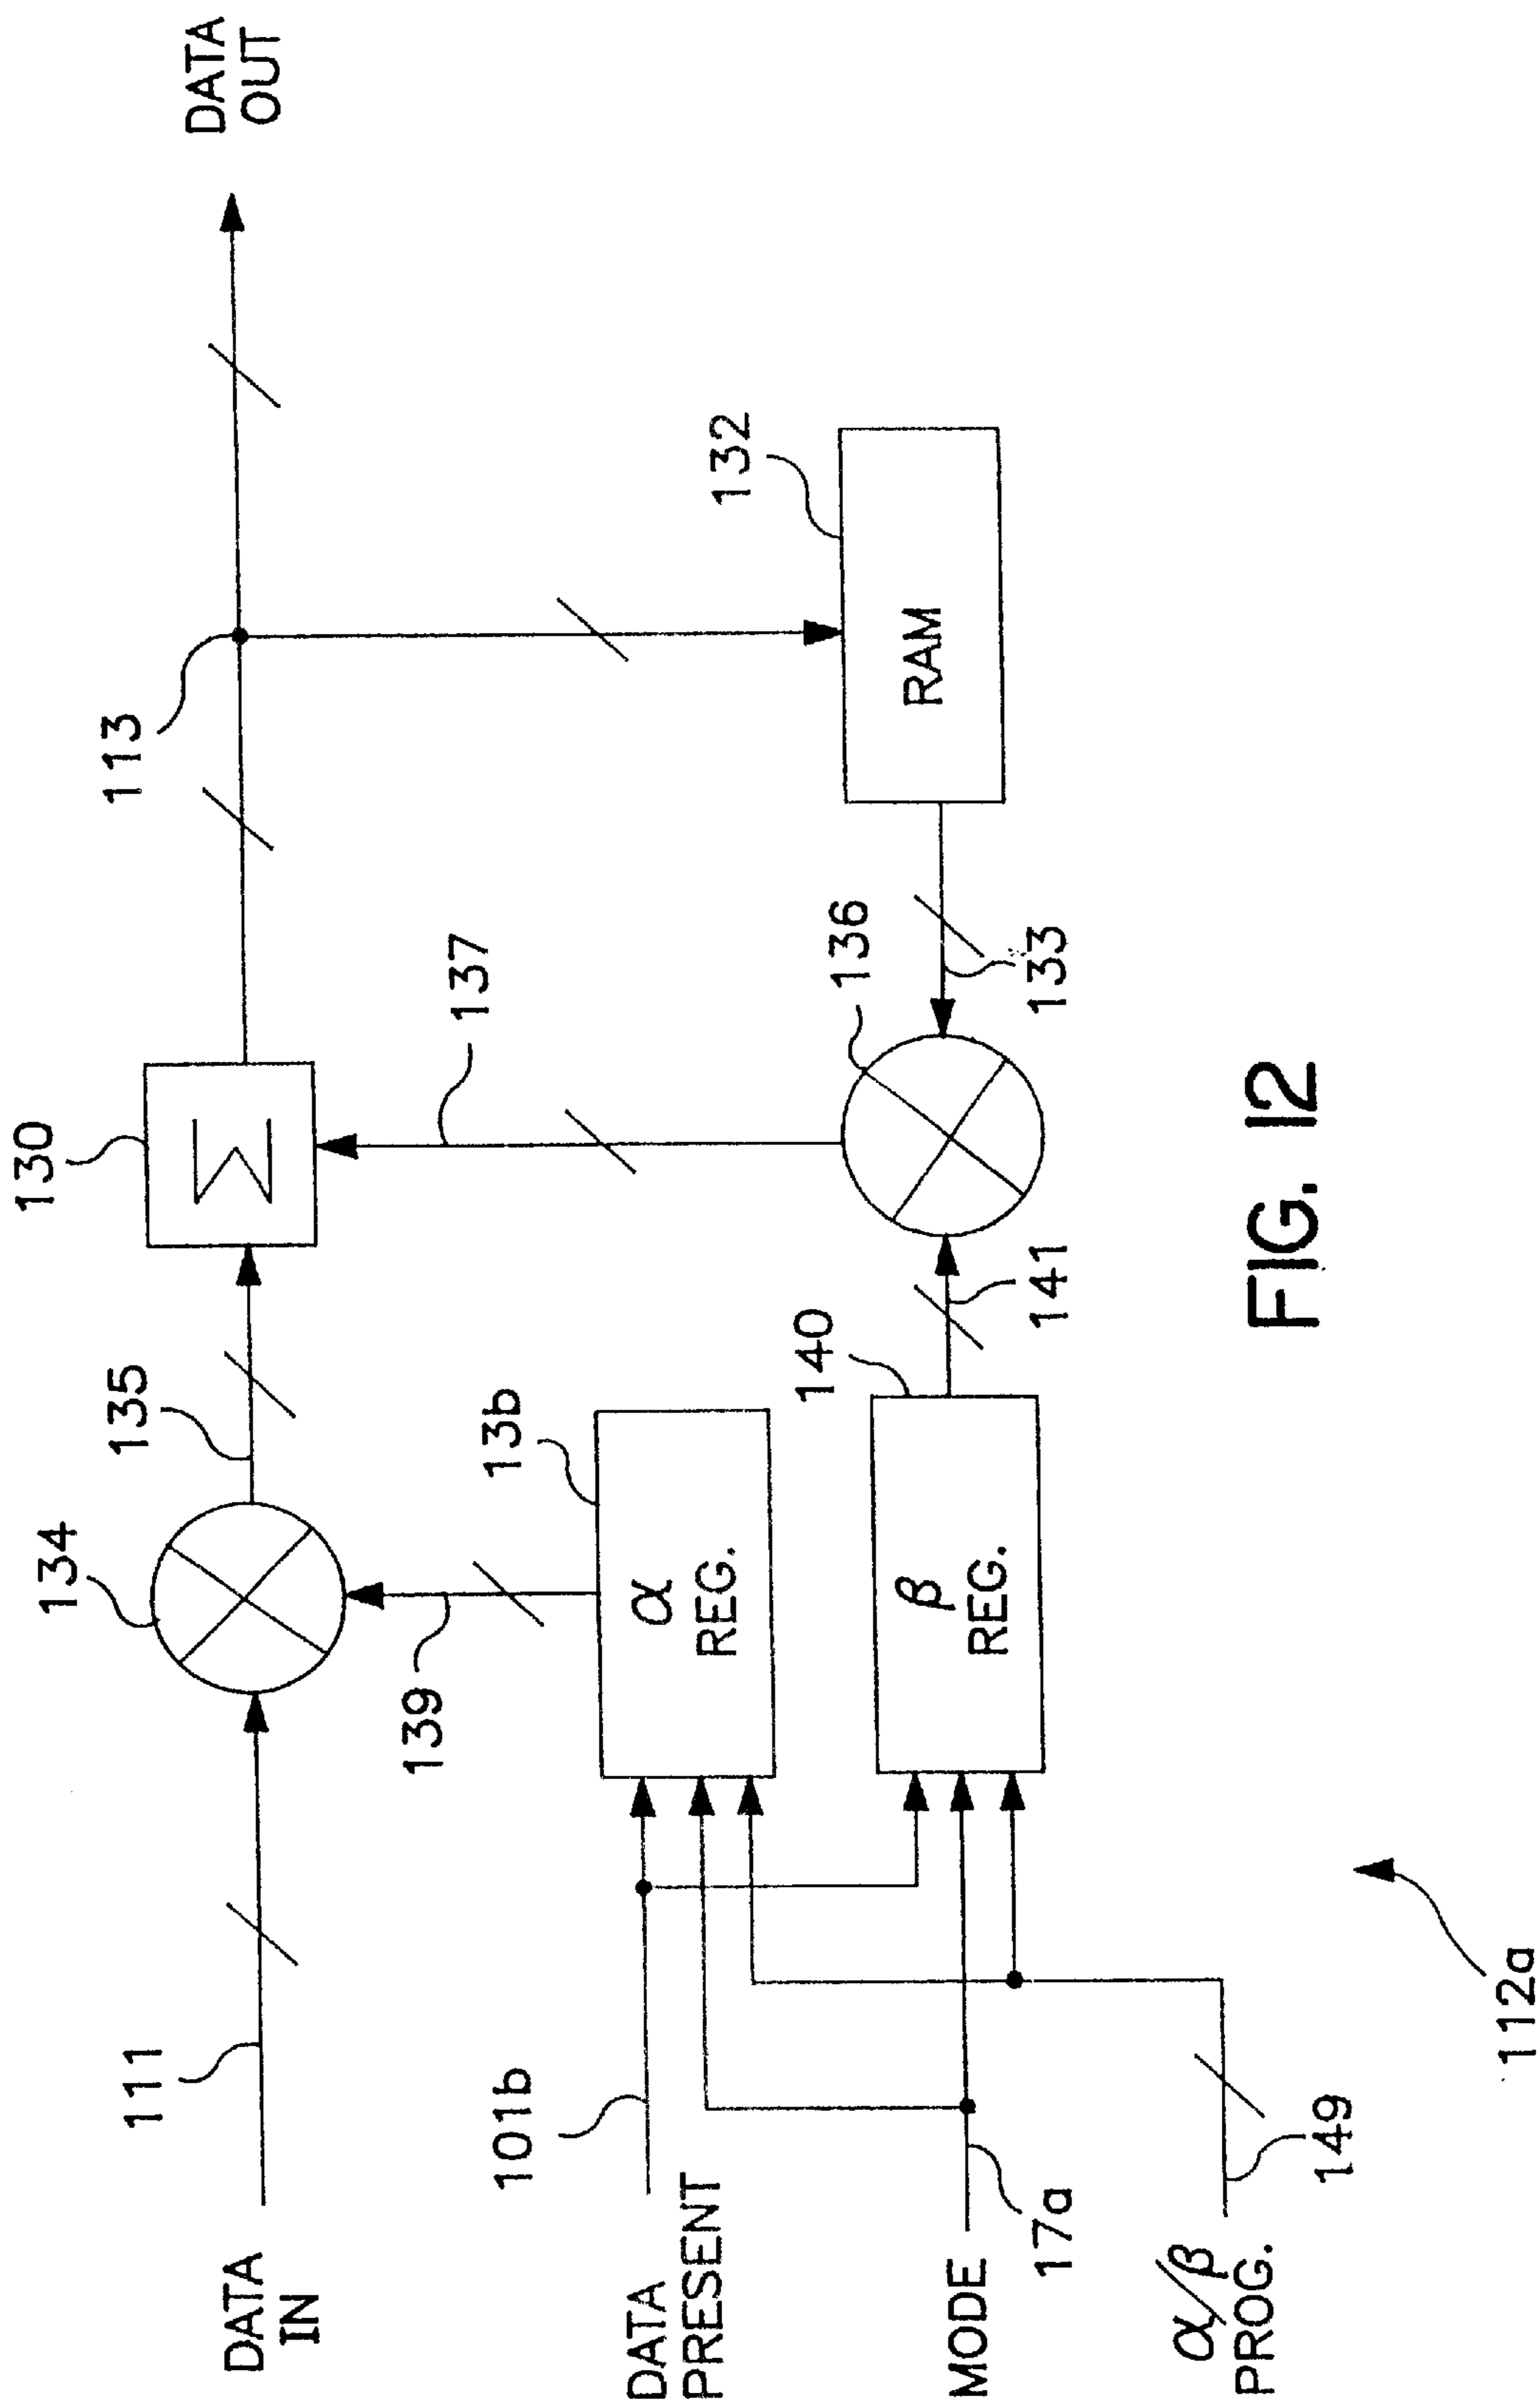 130
113
DATA
OUT
134
135
111
DATA
IN
Σ
137
132
139
13b
α
REG.
136
RAM
133
101b
DATA
PRESENT
140
141
β
REG.
MODE
17a
α/β
PROG.
149
112a
FIG. 12